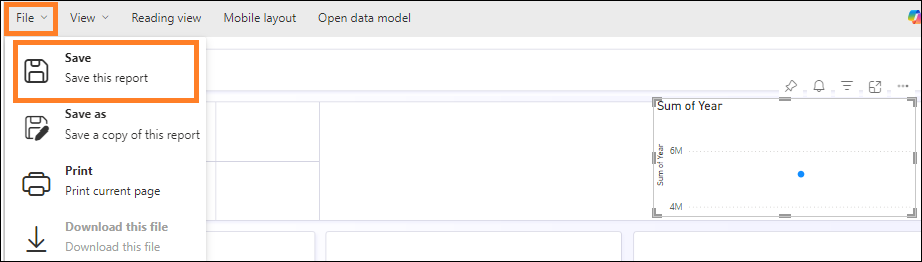 File View Reading view Mobile layout Open data model
Save
Save this report
Save as
Save a copy of this report
Print
Print current page
Download this file
Download this file
Sum of Year
Sum of Year
6M
4M